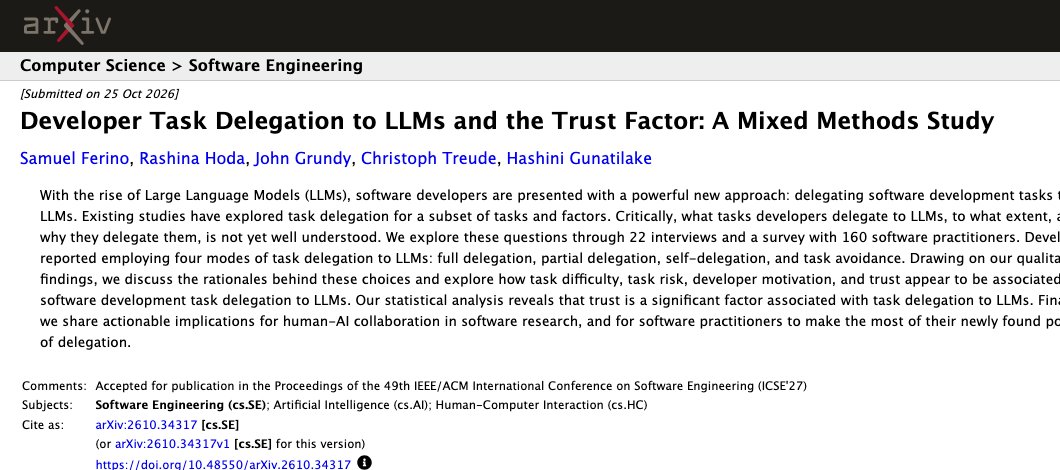 arXiv
Computer Science > Software Engineering
[Submitted on 25 Oct 2026]
Developer Task Delegation to LLMs and the Trust Factor: A Mixed Methods Study
Samuel Ferino, Rashina Hoda, John Grundy, Christoph Treude, Hashini Gunatilake
With the rise of Large Language Models (LLMs), software developers are presented with a powerful new approach: delegating software development tasks
LLMs. Existing studies have explored task delegation for a subset of tasks and factors. Critically, what tasks developers delegate to LLMs, to what extent,
why they delegate them, is not yet well understood. We explore these questions through 22 interviews and a survey with 160 software practitioners.
reported employing four modes of task delegation to LLMs: full delegation, partial delegation, self-delegation, and task avoidance. Drawing on our
findings, we discuss the rationales behind these choices and explore how task difficulty, task risk, developer motivation, and trust appear to be associated
software development task delegation to LLMs. Our statistical analysis reveals that trust is a significant factor associated with task delegation to LLMs.
we share actionable implications for human-AI collaboration in software research, and for software practitioners to make the most of their newly found
of delegation.
Comments: Accepted for publication in the Proceedings of the 49th IEEE/ACM International Conference on Software Engineering (ICSE'27)
Subjects: Software Engineering (cs.SE); Artificial Intelligence (cs.AI); Human-Computer Interaction (cs.HC)
Cite as: arXiv:2610.34317 [cs.SE]
(or arXiv:2610.34317v1 [cs.SE] for this version)
https://doi.org/10.48550/arXiv.2610.34317